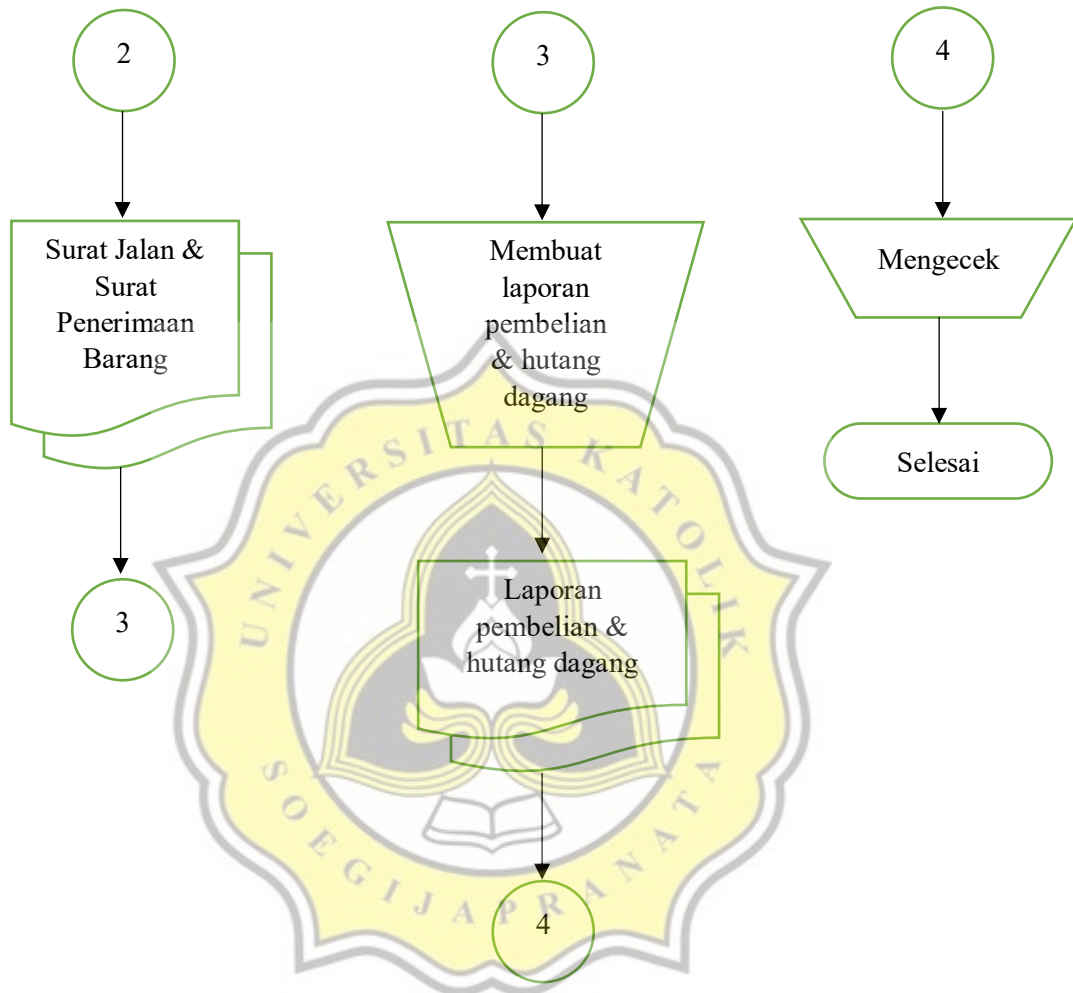 2
Surat Jalan &
Surat
Penerimaan
Barang
3
3
Membuat
laporan
pembelian
& hutang
dagang
Laporan
pembelian &
hutang dagang
4
4
Mengecek
Selesai
UNIVERSITAS KATOLIK
SOEGIJAPRANATA